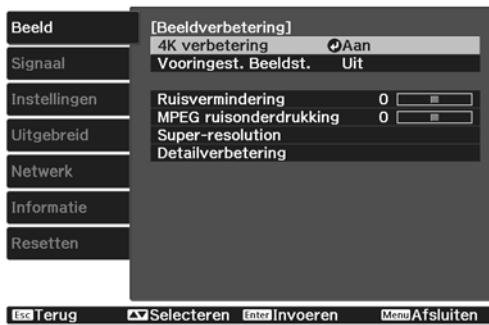 Beeld
Signaal
Instellingen
Uitgebreid
Netwerk
Informatie
Resetten
[Beeldverbetering]
4K verbetering Aan
Vooringest. Beeldst. Uit
Ruisvermindering 0
MPEG ruisonderdrukking 0
Super-resolution
Detailverbetering
Esc Terug Selecteren Enter Invoeren Menu Afsluiten